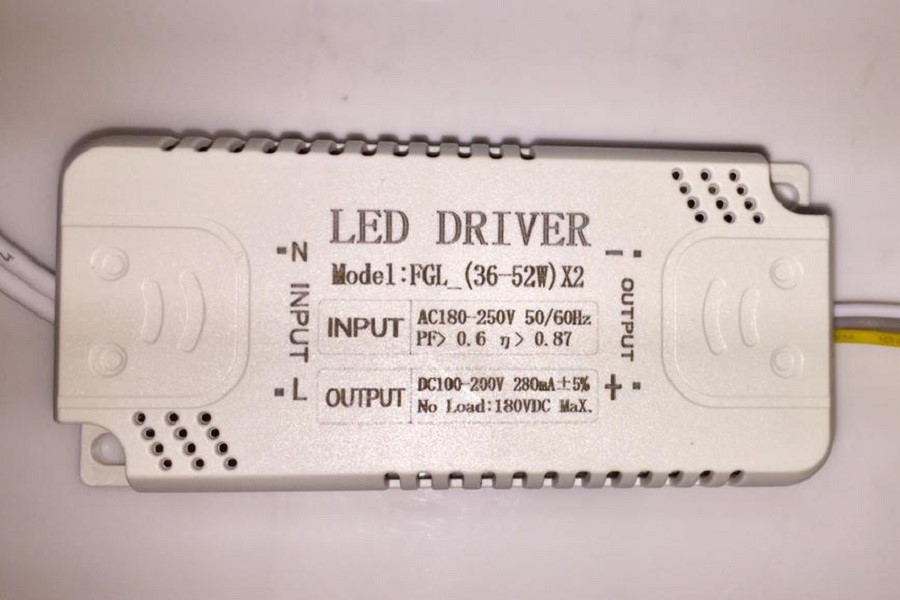 LED DRIVER
Model:FGL_(36-52W)X2
N INPUT L
INPUT
AC180-250V 50/60Hz
PF> 0.6 η> 0.87
OUTPUT
DC100-200V 280mA±5%
No Load:180VDC MaX.
- OUTPUT +